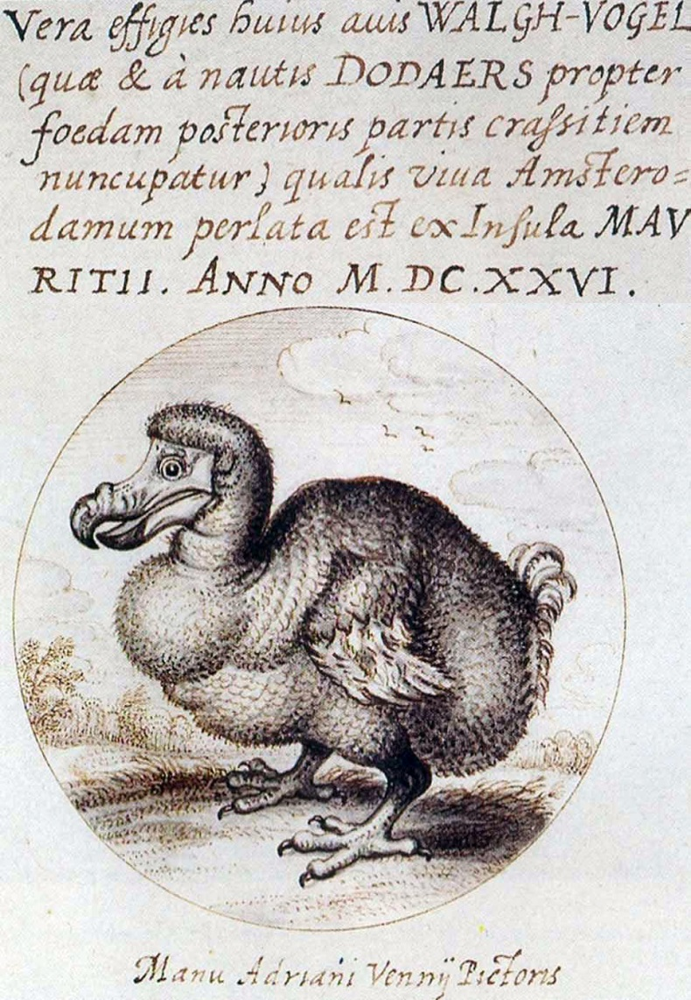 Vera effigies huius auis WALGH-VOGEL
(quæ & à nautis DODAERS propter
foedam posterioris partis crassitiem
nuncupatur) qualis viua Amstero=
damum perlata est ex Insula MAV
RITII. ANNO M.DC.XXVI.
Manu Adriani Vennij Pictoris